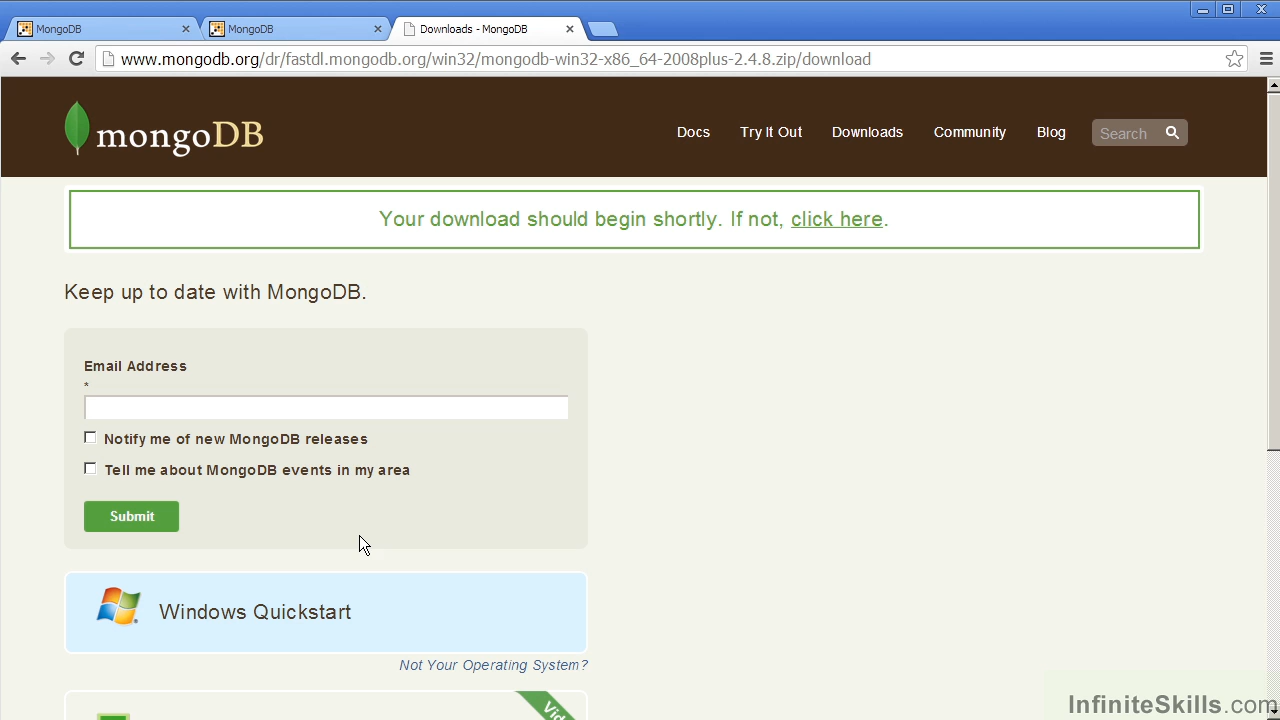 MongoDB
MongoDB
Downloads - MongoDB
www.mongodb.org/dr/fastdl.mongodb.org/win32/mongodb-win32-x86_64-2008plus-2.4.8.zip/download
mongoDB
Docs
Try It Out
Downloads
Community
Blog
Search
Your download should begin shortly. If not, click here.
Keep up to date with MongoDB.
Email Address
*
Notify me of new MongoDB releases
Tell me about MongoDB events in my area
Submit
Windows Quickstart
Not Your Operating System?
InfiniteSkills.com